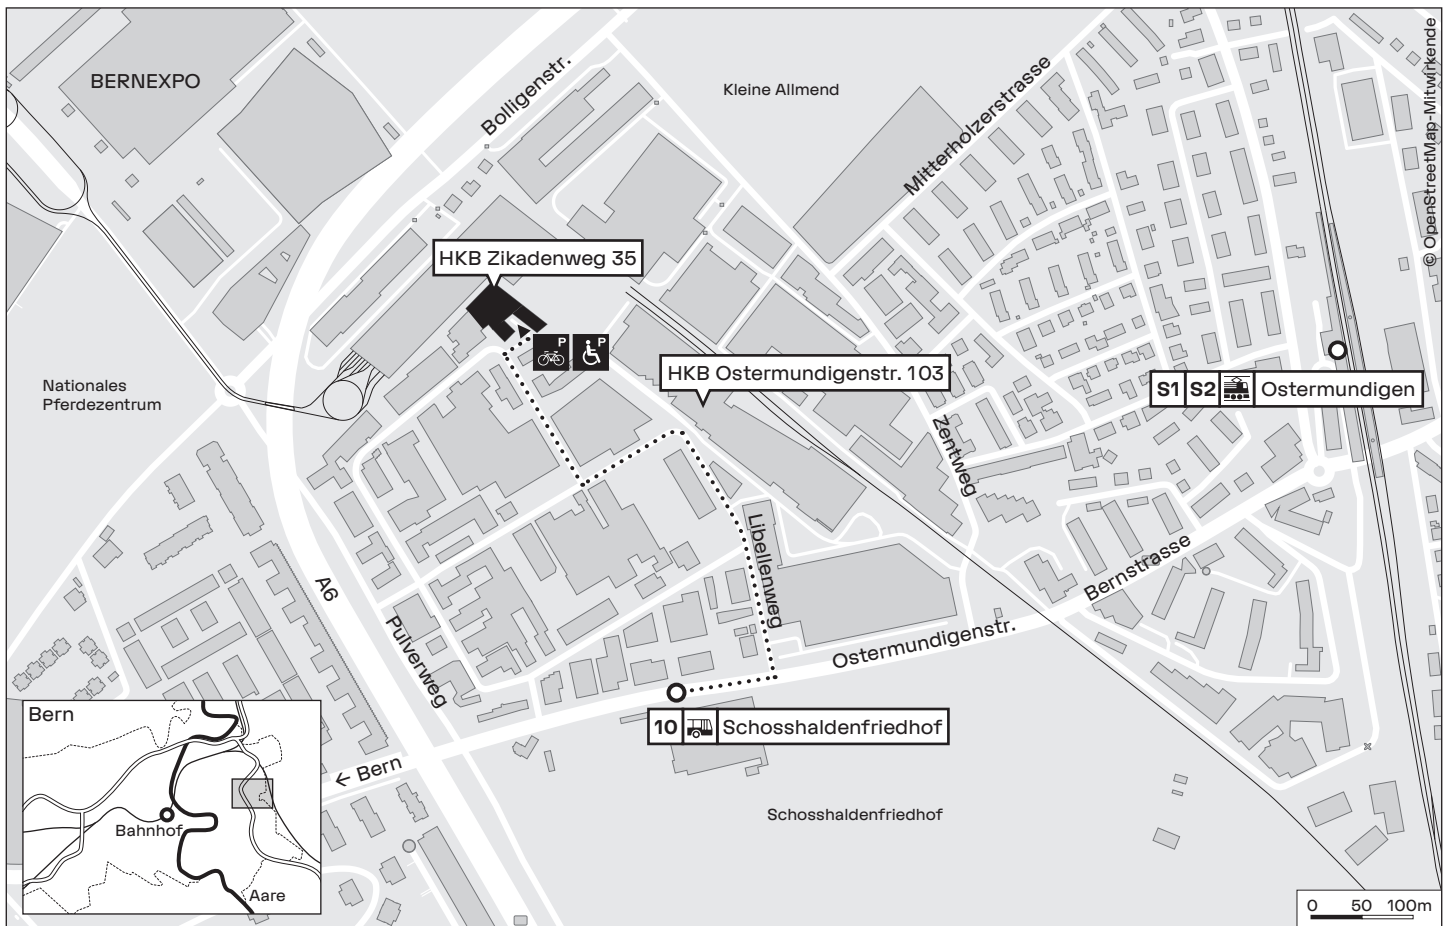 BERNEXPO
Bolligenstr.
Kleine Allmend
Mitterholzerstrasse
© OpenStreetMap-Mitwirkende
HKB Zikadenweg 35
P
P
HKB Ostermundigenstr. 103
S1 S2 Ostermundigen
Nationales
Pferdezentrum
Zentweg
Libellenweg
Bernstrasse
A6
Pulverweg
Ostermundigenstr.
10 Schosshaldenfriedhof
← Bern
Schosshaldenfriedhof
Bern
Bahnhof
Aare
0 50 100m